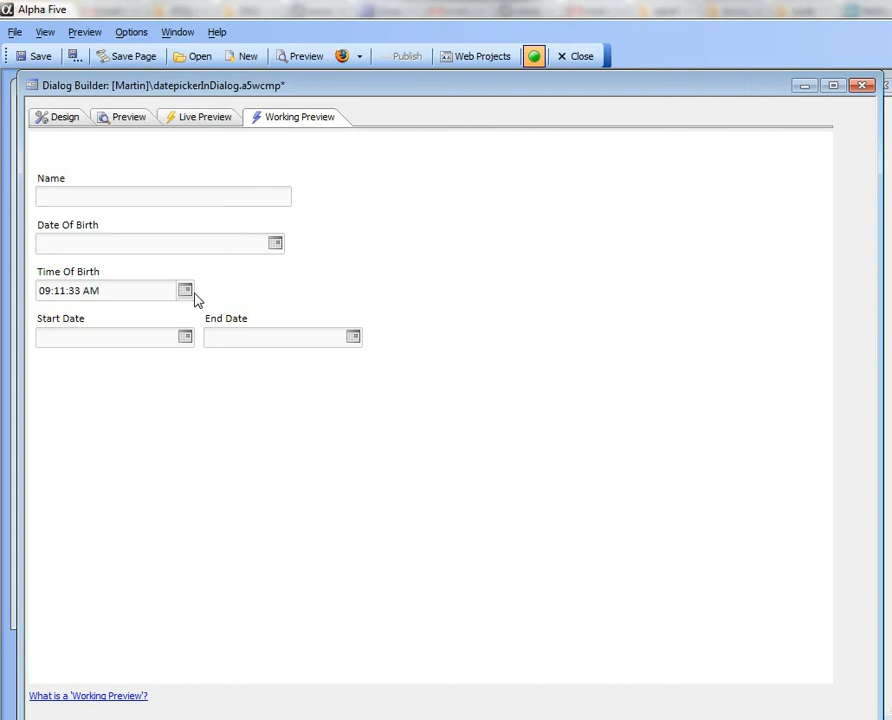 Alpha Five
File View Preview Options Window Help
Save Save Page Open New Preview Publish Web Projects Close
Dialog Builder: [Martin]\datepickerInDialog.a5wcmp*
Design Preview Live Preview Working Preview
Name
Date Of Birth
Time Of Birth
09:11:33 AM
Start Date End Date
What is a 'Working Preview'?